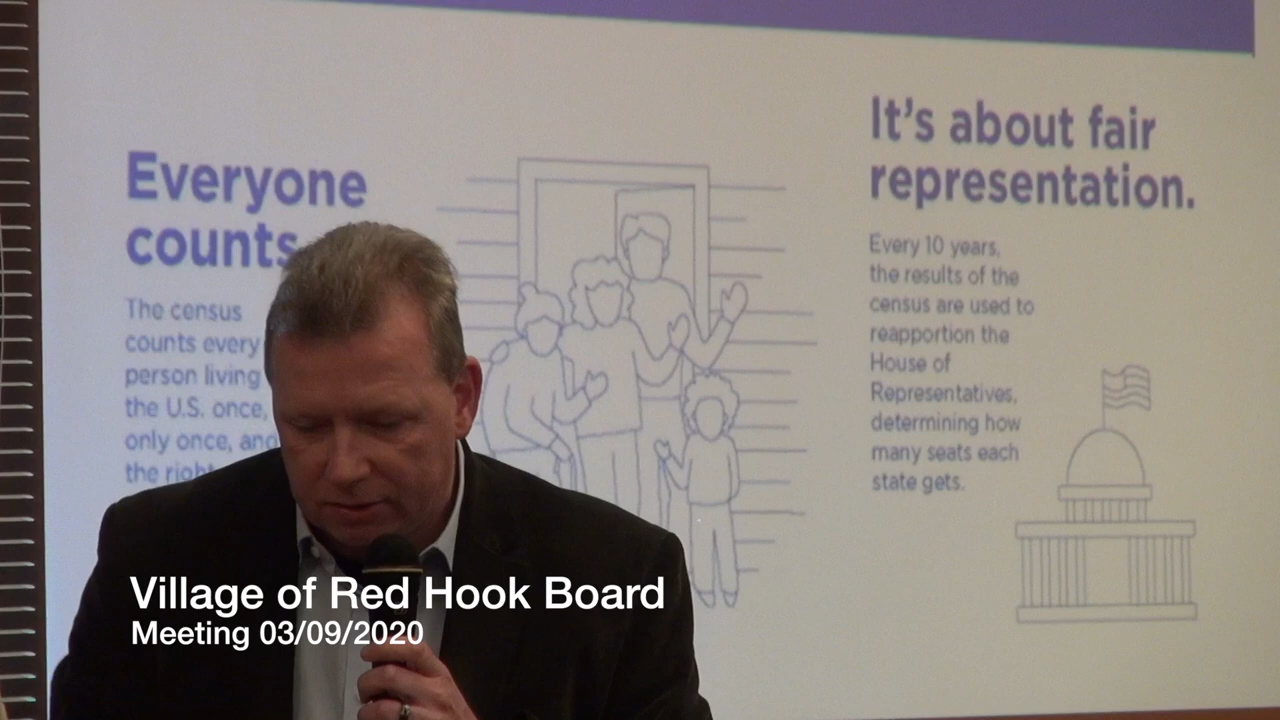 Everyone
counts
The census
counts every
person living
the U.S. once,
only once, and
the right
It's about fair
representation.
Every 10 years,
the results of the
census are used to
reapportion the
House of
Representatives,
determining how
many seats each
state gets.
Village of Red Hook Board
Meeting 03/09/2020